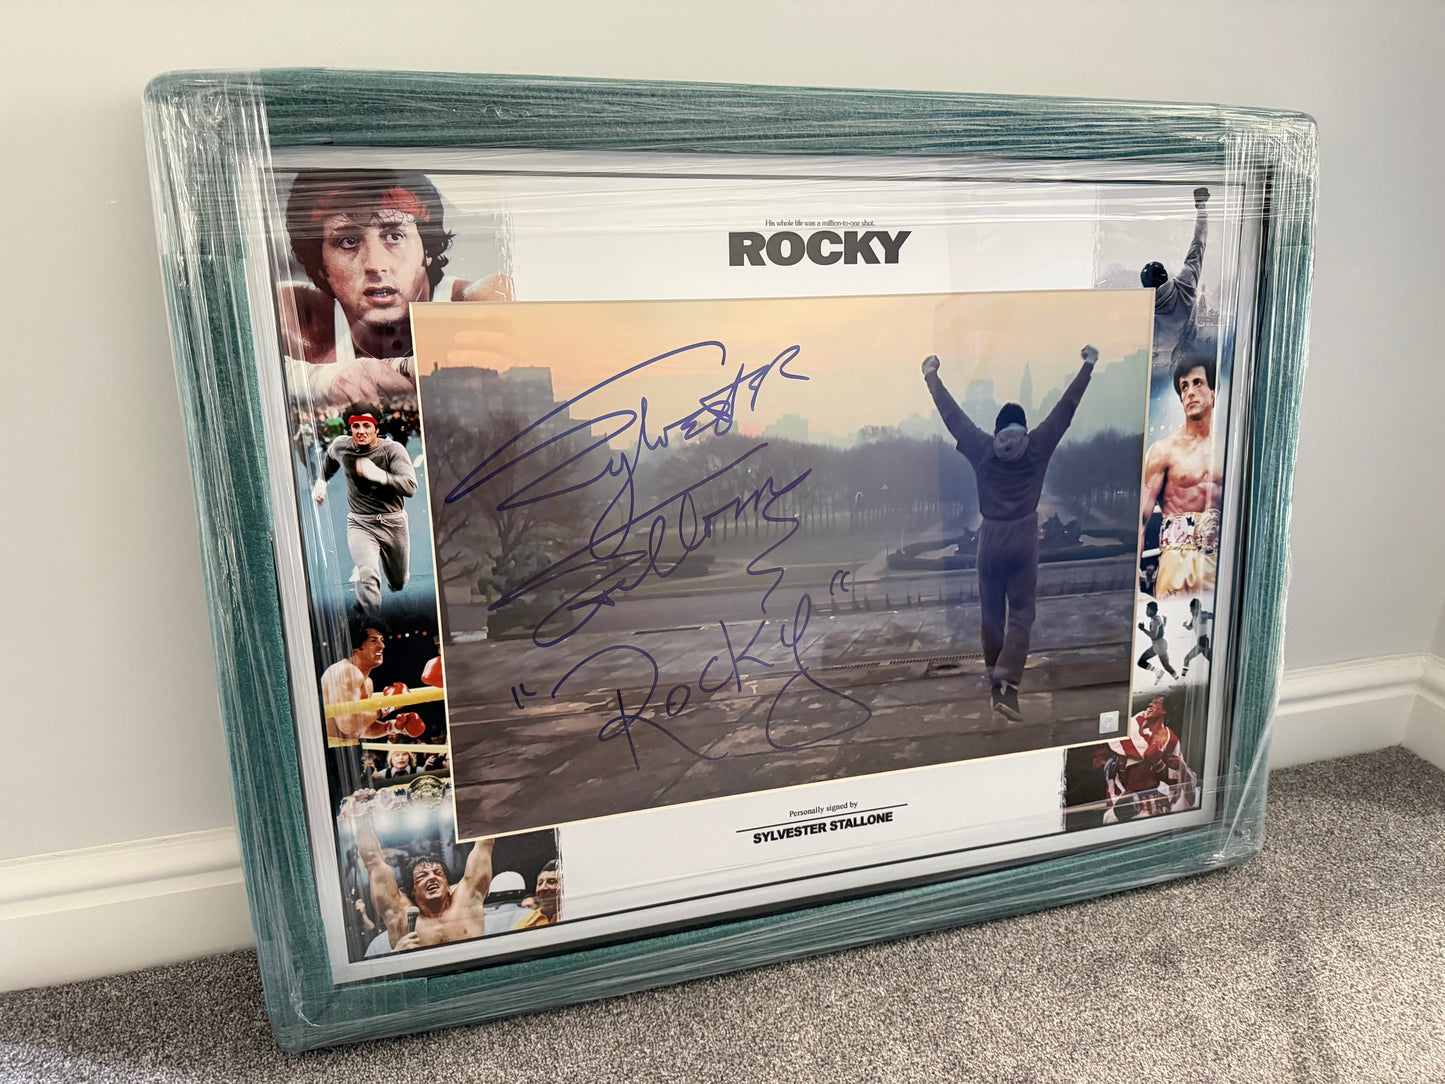 His whole life was a million-to-one shot.
ROCKY
Sylvester
Stallone
"Rocky"
Personally signed by
SYLVESTER STALLONE